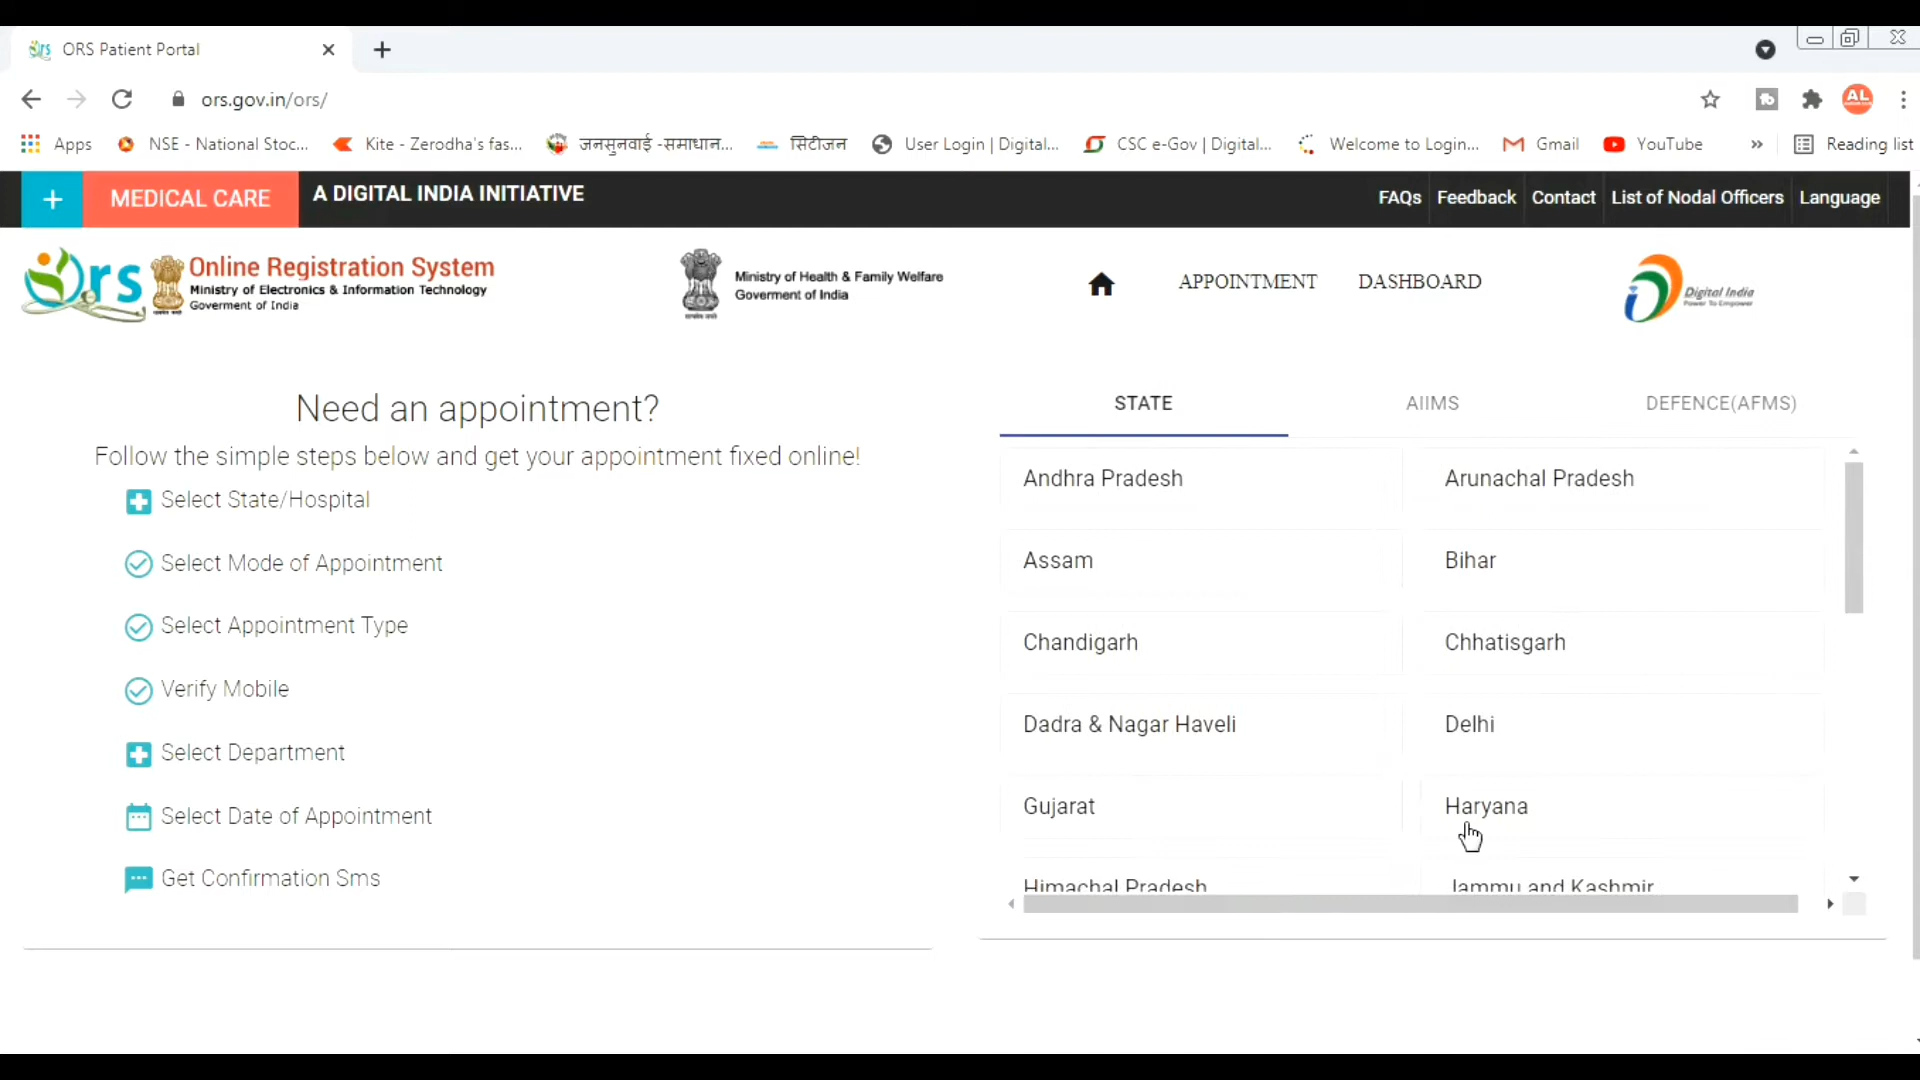 ORS Patient Portal
ors.gov.in/ors/
AL
Apps NSE - National Stoc... Kite - Zerodha's fas... जनसुनवाई -समाधान... सिटीजन User Login | Digital... CSC e-Gov | Digital... Welcome to Login... Gmail YouTube » Reading list
+ MEDICAL CARE A DIGITAL INDIA INITIATIVE FAQs Feedback Contact List of Nodal Officers Language
Ors Online Registration System
Ministry of Electronics & Information Technology
Goverment of India
Ministry of Health & Family Welfare
Goverment of India
APPOINTMENT DASHBOARD
Digital India
Power To Empower
Need an appointment?
Follow the simple steps below and get your appointment fixed online!
Select State/Hospital
Select Mode of Appointment
Select Appointment Type
Verify Mobile
Select Department
Select Date of Appointment
Get Confirmation Sms
STATE AIIMS DEFENCE(AFMS)
Andhra Pradesh Arunachal Pradesh
Assam Bihar
Chandigarh Chhatisgarh
Dadra & Nagar Haveli Delhi
Gujarat Haryana
Himachal Pradesh Jammu and Kashmir